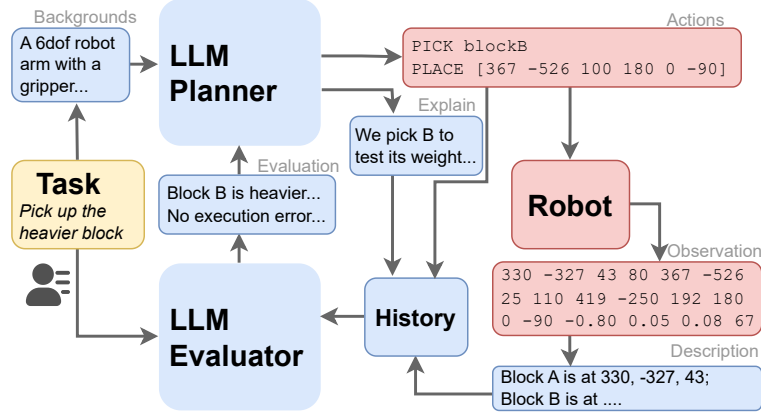 Backgrounds
A 6dof robot
arm with a
gripper...
LLM
Planner
Actions
PICK blockB
PLACE [367 -526 100 180 0 -90]
Explain
We pick B to
test its weight...
Task
Pick up the
heavier block
Evaluation
Block B is heavier...
No execution error...
Robot
LLM
Evaluator
History
Observation
330 -327 43 80 367 -526
25 110 419 -250 192 180
0 -90 -0.80 0.05 0.08 67
Description
Block A is at 330, -327, 43;
Block B is at ....